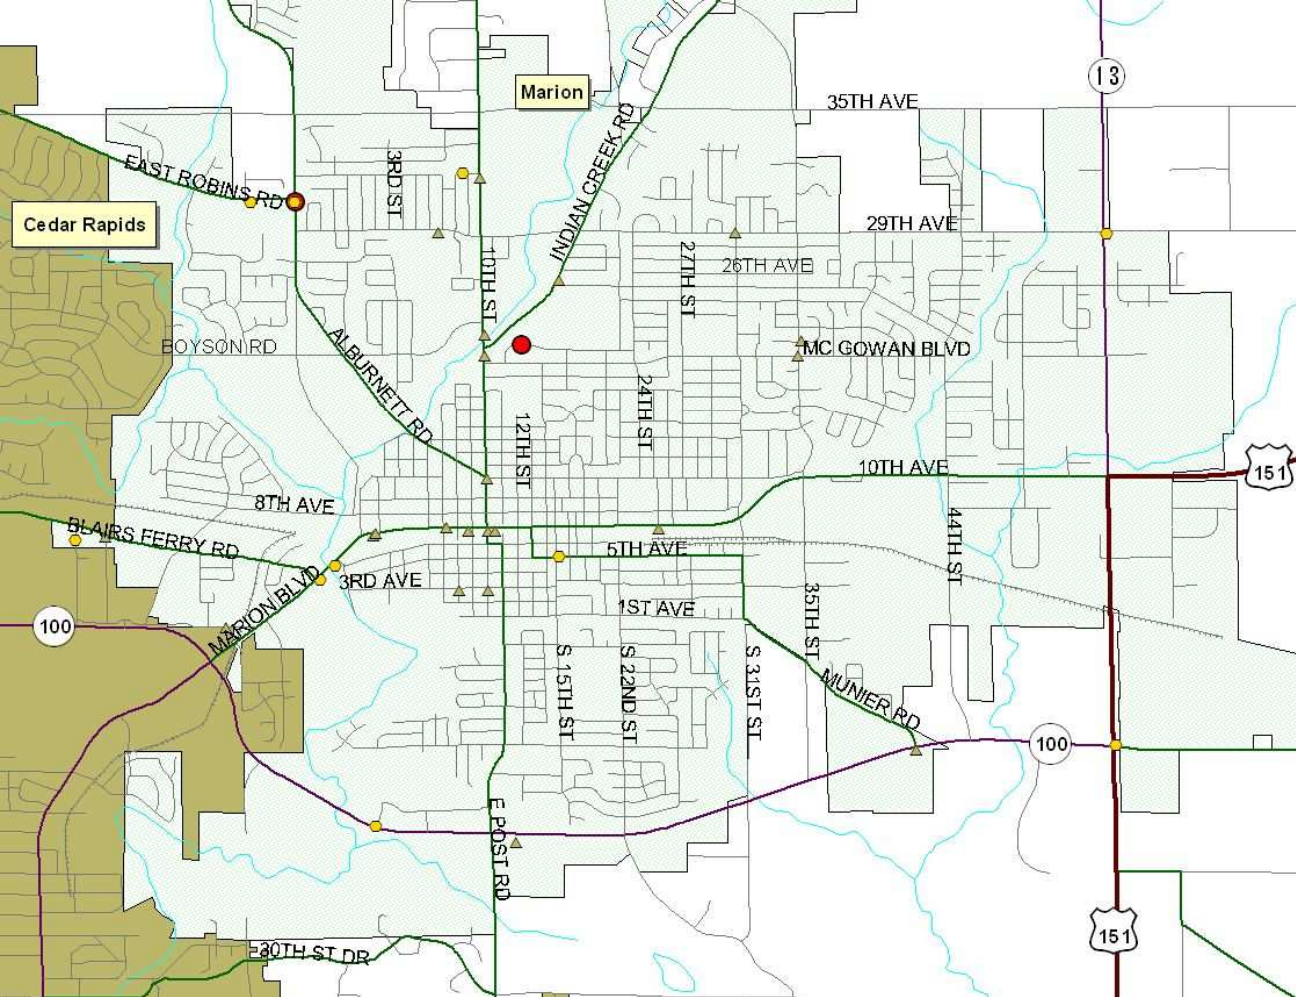 13
Marion
35TH AVE
EAST ROBINS RD
3RD ST
INDIAN CREEK RD
Cedar Rapids
29TH AVE
10TH ST
27TH ST
26TH AVE
BOYSON RD
ALBURNETT RD
MC GOWAN BLVD
24TH ST
12TH ST
10TH AVE
151
8TH AVE
BLAIRS FERRY RD
44TH ST
5TH AVE
3RD AVE
MARION BLVD
1ST AVE
35TH ST
100
S 15TH ST
S 22ND ST
S 31ST ST
MUNIER RD
100
E POST RD
151
30TH ST DR